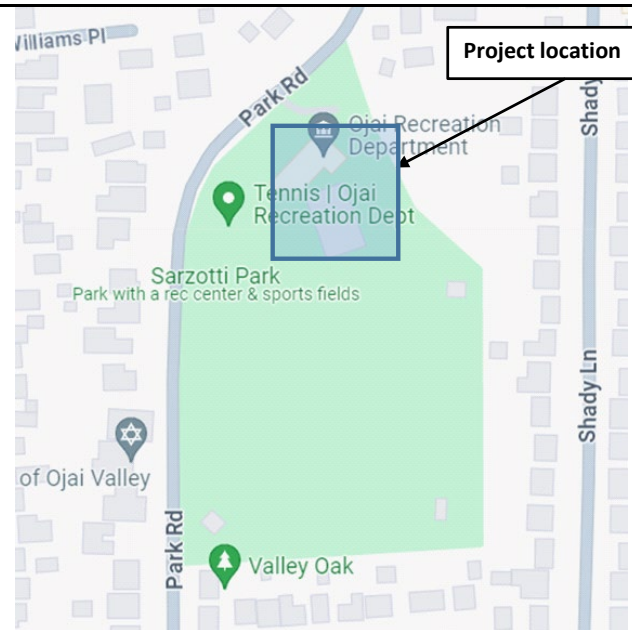 Williams Pl
Project location
Park Rd
Shady
Ojai Recreation
Department
Tennis | Ojai
Recreation Dept
Sarzotti Park
Park with a rec center & sports fields
Shady Ln
of Ojai Valley
Park Rd
Valley Oak